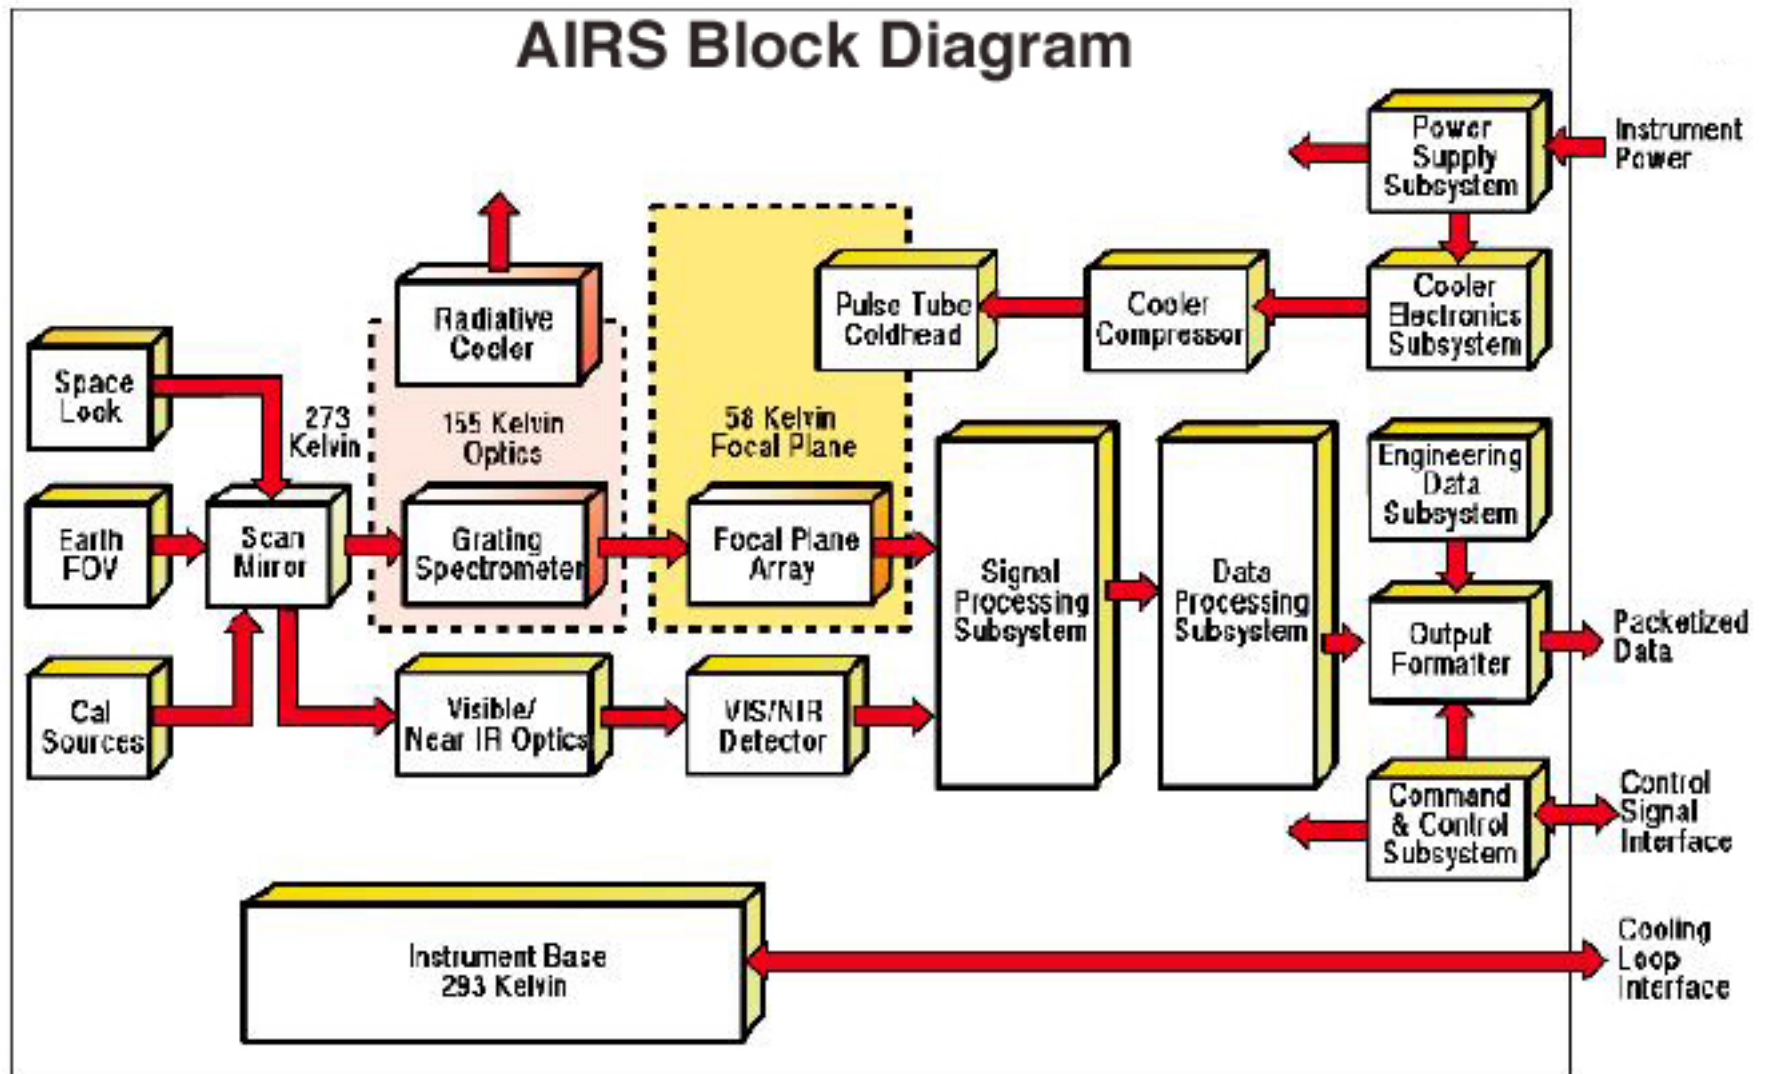 AIRS Block Diagram
Power
Supply
Subsystem
Instrument
Power
Radiative
Cooler
Pulse Tube
Coldhead
Cooler
Compressor
Cooler
Electronics
Subsystem
Space
Look
273
Kelvin
155 Kelvin
Optics
58 Kelvin
Focal Plane
Engineering
Data
Subsystem
Earth
FOV
Scan
Mirror
Grating
Spectrometer
Focal Plane
Array
Signal
Processing
Subsystem
Data
Processing
Subsystem
Output
Formatter
Packetized
Data
Cal
Sources
Visible/
Near IR Optics
VIS/NIR
Detector
Command
& Control
Subsystem
Control
Signal
Interface
Instrument Base
293 Kelvin
Cooling
Loop
Interface